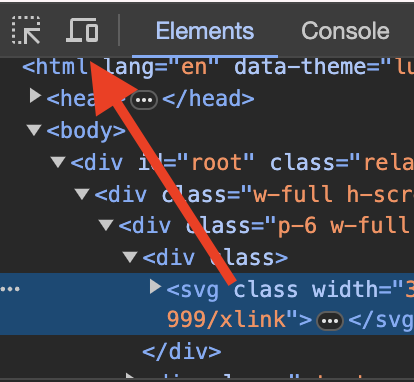 Elements Console
<html lang="en" data-theme="lu
<head> ••• </head>
<body>
<div id="root" class="rela
<div class="w-full h-scr
<div class="p-6 w-full
<div class>
<svg class width="3
999/xlink"> ••• </sv
</div>